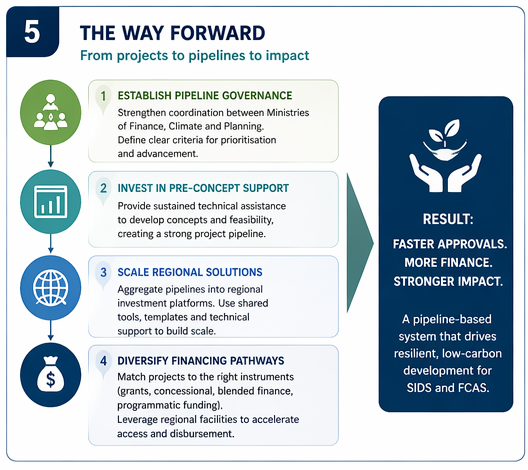 5
THE WAY FORWARD
From projects to pipelines to impact
1
ESTABLISH PIPELINE GOVERNANCE
Strengthen coordination between Ministries
of Finance, Climate and Planning.
Define clear criteria for prioritisation
and advancement.
2
INVEST IN PRE-CONCEPT SUPPORT
Provide sustained technical assistance
to develop concepts and feasibility,
creating a strong project pipeline.
3
SCALE REGIONAL SOLUTIONS
Aggregate pipelines into regional
investment platforms. Use shared
tools, templates and technical
support to build scale.
$
4
DIVERSIFY FINANCING PATHWAYS
Match projects to the right instruments
(grants, concessional, blended finance,
programmatic funding).
Leverage regional facilities to accelerate
access and disbursement.
RESULT:
FASTER APPROVALS.
MORE FINANCE.
STRONGER IMPACT.
A pipeline-based
system that drives
resilient, low-carbon
development for
SIDS and FCAS.